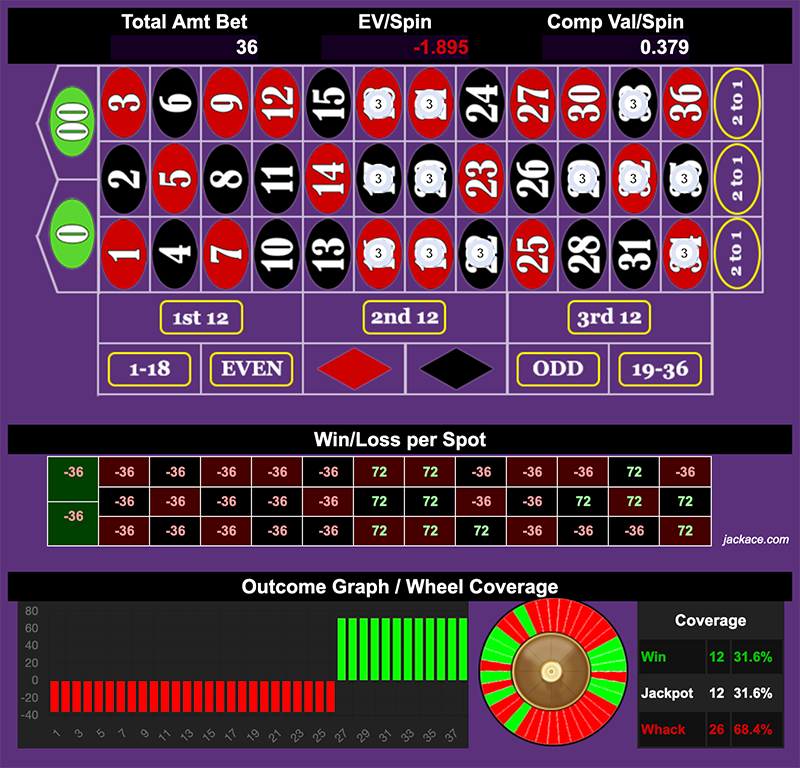 Total Amt Bet EV/Spin Comp Val/Spin
36 -1.895 0.379
00 3 6 9 12 15 3 3 24 27 30 3 36 2 to 1
2 5 8 11 14 3 3 23 26 3 3 3 2 to 1
0 1 4 7 10 13 3 3 3 25 28 31 3 2 to 1
1st 12 2nd 12 3rd 12
1-18 EVEN ODD 19-36
Win/Loss per Spot
-36 -36 -36 -36 -36 -36 72 72 -36 -36 -36 72 -36
-36 -36 -36 -36 -36 72 72 -36 -36 72 72 72
-36 -36 -36 -36 -36 -36 72 72 72 -36 -36 -36 72
jackace.com
Outcome Graph / Wheel Coverage
80
60
40
20
0
-20
-40
1 3 5 7 9 11 13 15 17 19 21 23 25 27 29 31 33 35 37
Coverage
Win 12 31.6%
Jackpot 12 31.6%
Whack 26 68.4%